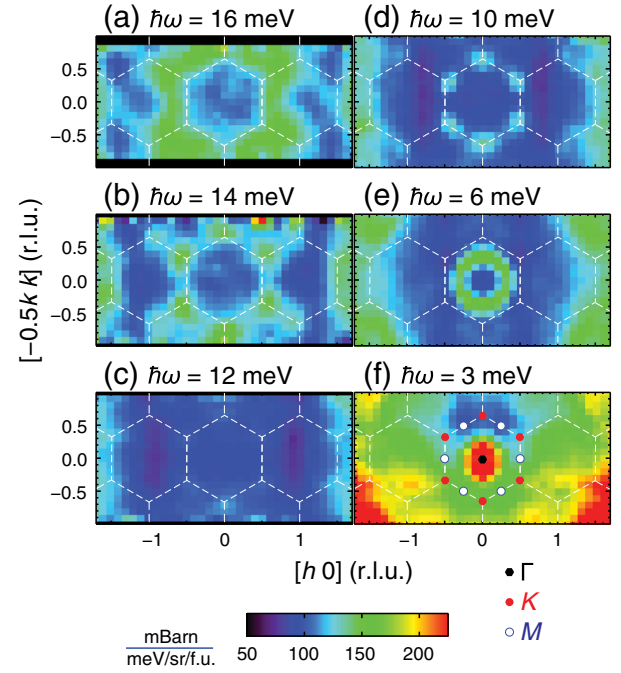 (a) ħω = 16 meV
(d) ħω = 10 meV
0.5
0.0
−0.5
(b) ħω = 14 meV
(e) ħω = 6 meV
0.5
0.0
−0.5
(c) ħω = 12 meV
(f) ħω = 3 meV
0.5
0.0
−0.5
[−0.5k k] (r.l.u.)
−1 0 1
−1 0 1
[h 0] (r.l.u.)
Γ
K
M
mBarn
meV/sr/f.u.
50 100 150 200